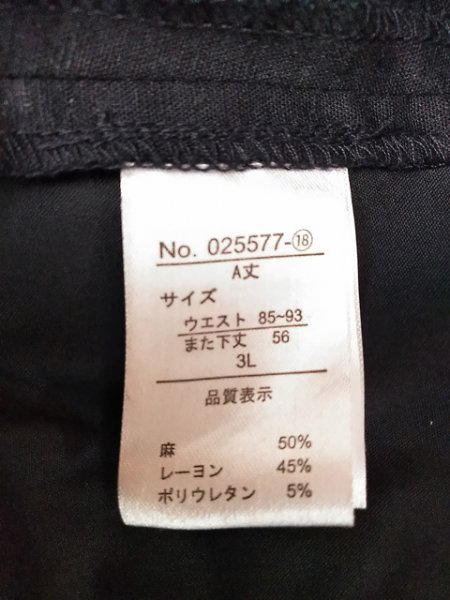 No. 025577-⑱
A丈
サイズ
ウエスト 85~93
また下丈 56
3L
品質表示
麻 50%
レーヨン 45%
ポリウレタン 5%